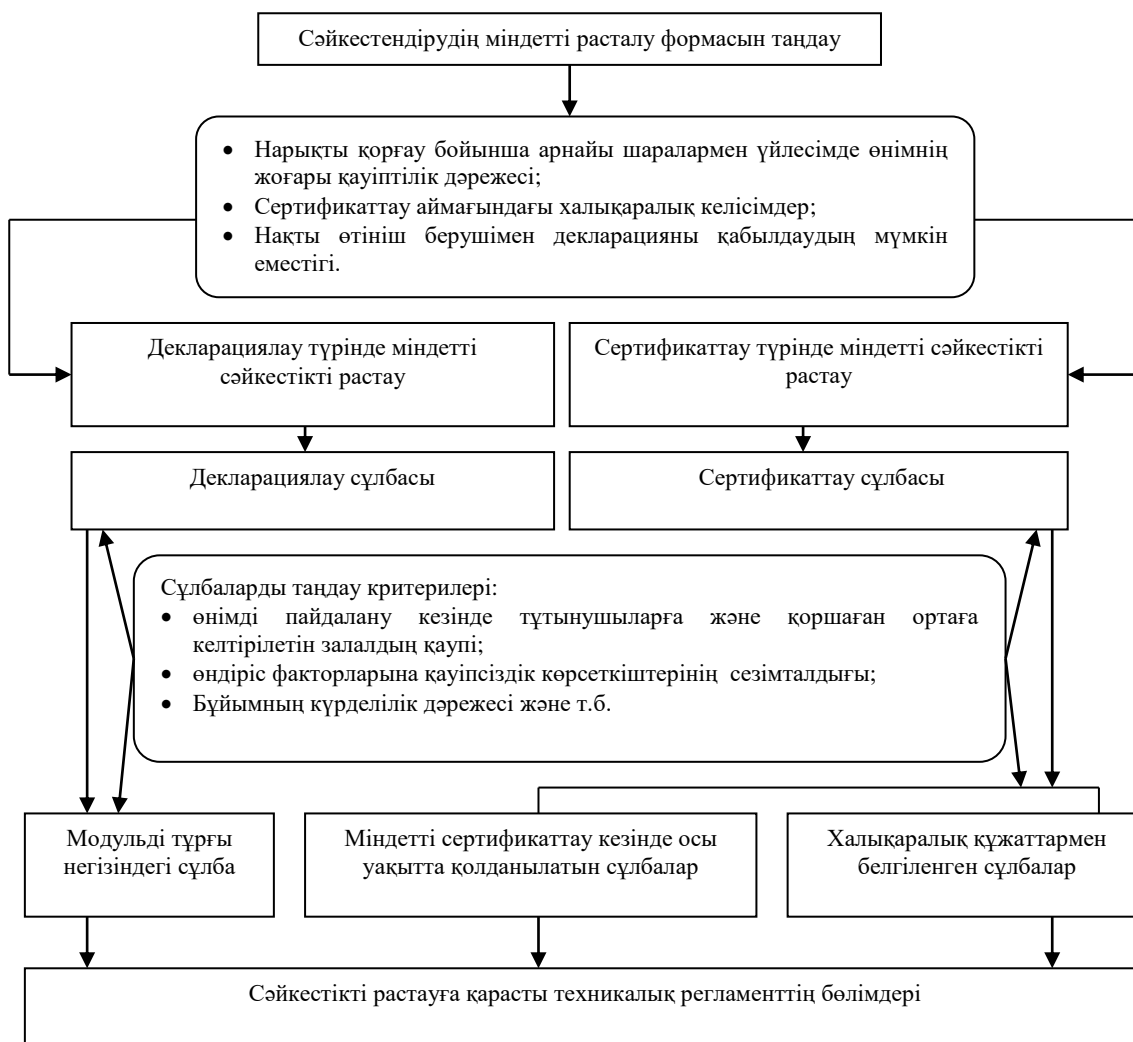 Сәйкестендірудің міндетті расталу формасын таңдау
• Нарықты қорғау бойынша арнайы шаралармен үйлесімде өнімнің
жоғары қауіптілік дәрежесі;
• Сертификаттау аймағындағы халықаралық келісімдер;
• Нақты өтініш берушімен декларацияны қабылдаудың мүмкін
еместігі.
Декларациялау түрінде міндетті
сәйкестікті растау
Сертификаттау түрінде міндетті сәйкестікті
растау
Декларациялау сұлбасы
Сертификаттау сұлбасы
Сұлбаларды таңдау критерилері:
• өнімді пайдалану кезінде тұтынушыларға және қоршаған ортаға
келтірілетін залалдың қаупі;
• өндіріс факторларына қауіпсіздік көрсеткіштерінің сезімталдығы;
• Бұйымның күрделілік дәрежесі және т.б.
Модульді тұрғы
негізіндегі сұлба
Міндетті сертификаттау кезінде осы
уақытта қолданылатын сұлбалар
Халықаралық құжаттармен
белгіленген сұлбалар
Сәйкестікті растауға қарасты техникалық регламенттің бөлімдері